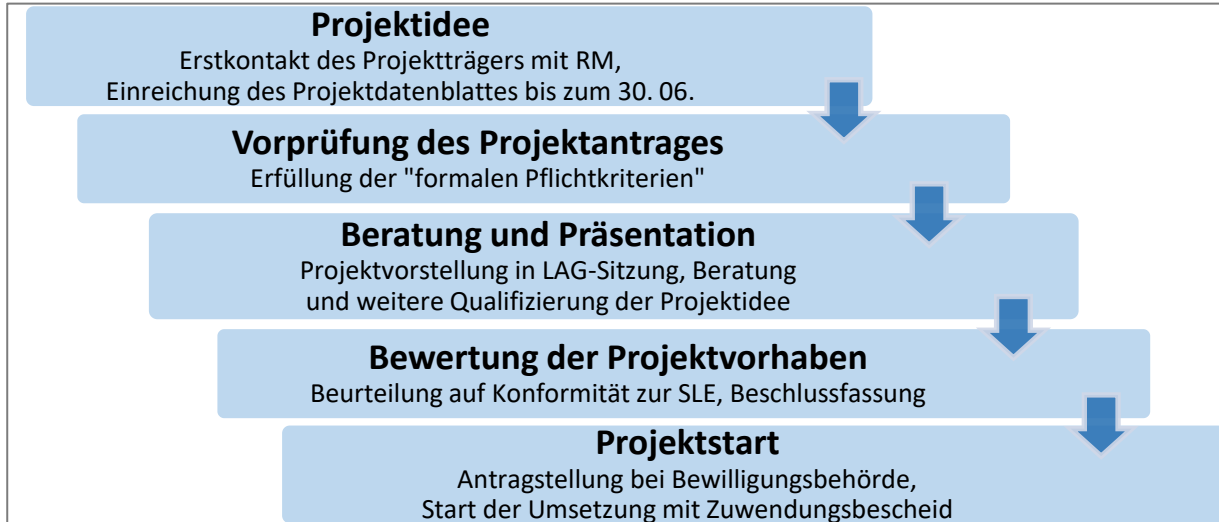 Projektidee
Erstkontakt des Projektträgers mit RM,
Einreichung des Projektdatenblattes bis zum 30. 06.
Vorprüfung des Projektantrages
Erfüllung der "formalen Pflichtkriterien"
Beratung und Präsentation
Projektvorstellung in LAG-Sitzung, Beratung
und weitere Qualifizierung der Projektidee
Bewertung der Projektvorhaben
Beurteilung auf Konformität zur SLE, Beschlussfassung
Projektstart
Antragstellung bei Bewilligungsbehörde,
Start der Umsetzung mit Zuwendungsbescheid